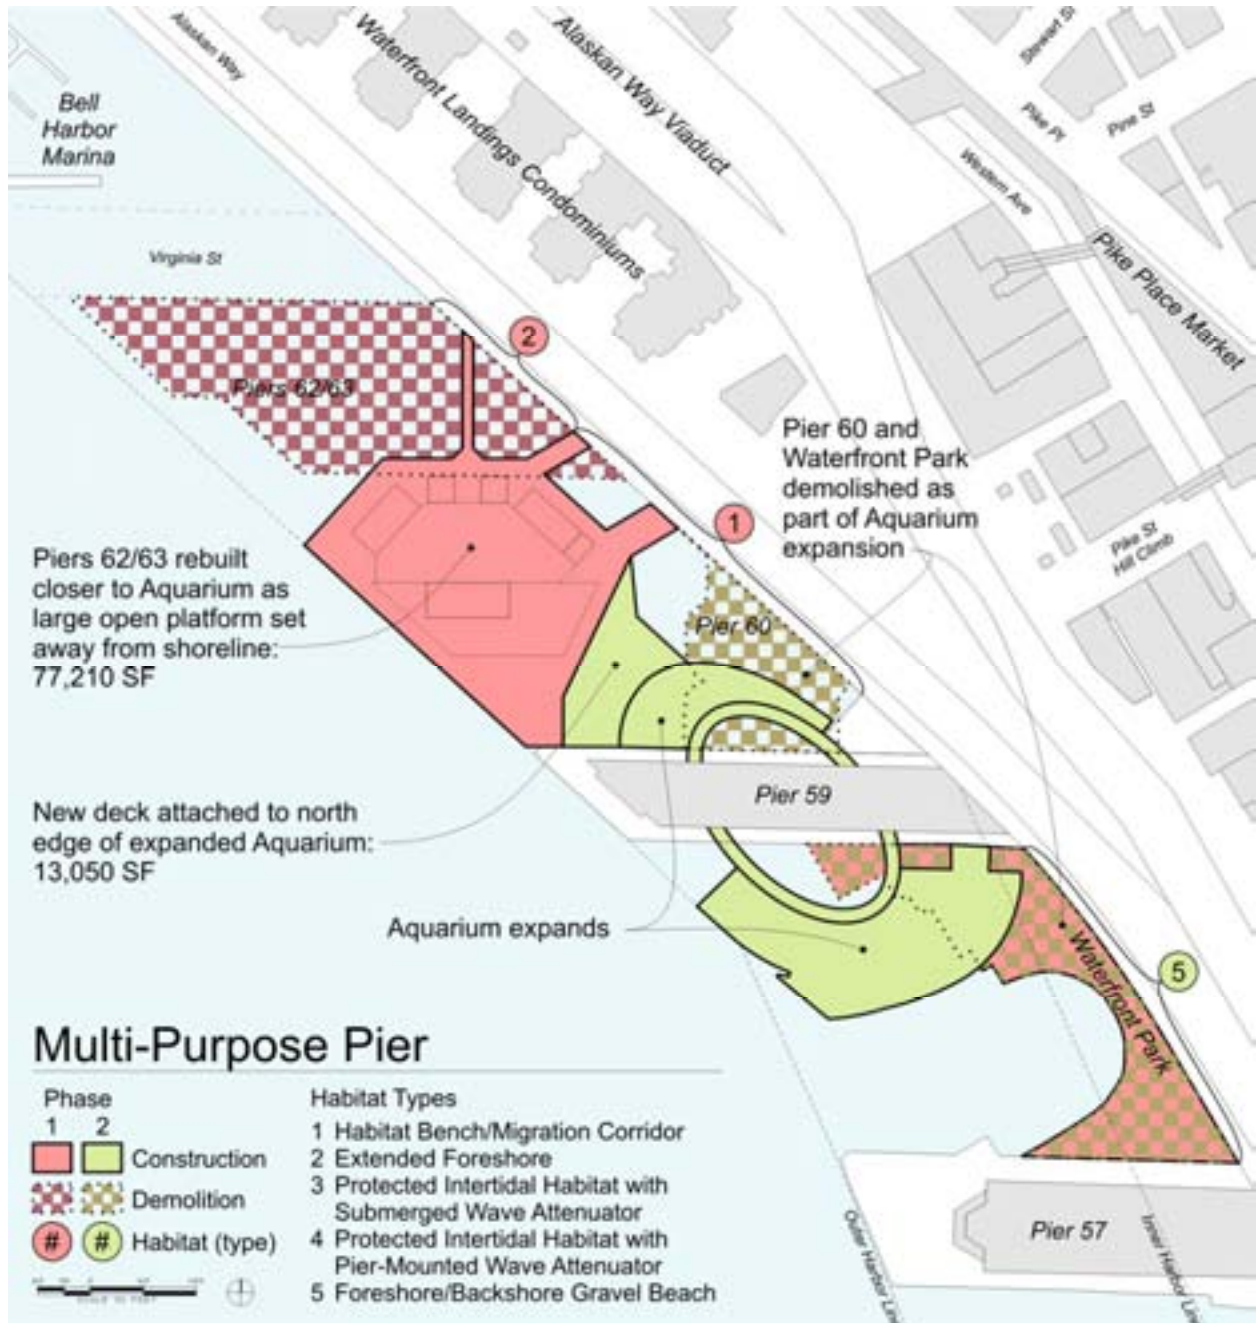 Alaskan Way
Waterfront Landings Condominiums
Alaskan Way Viaduct
Stewart St
Pike Pl
Pine St
Western Ave
Pike Place Market
Bell
Harbor
Marina
Virginia St
2
Piers 62/63
Pier 60 and
Waterfront Park
demolished as
part of Aquarium
expansion
1
Pike St
Hill Climb
Piers 62/63 rebuilt
closer to Aquarium as
large open platform set
away from shoreline:
77,210 SF
Pier 60
Pier 59
New deck attached to north
edge of expanded Aquarium:
13,050 SF
Aquarium expands
Waterfront Park
5
Multi-Purpose Pier
Phase
1 2
Construction
Demolition
# # Habitat (type)
SCALE IN FEET
Habitat Types
1 Habitat Bench/Migration Corridor
2 Extended Foreshore
3 Protected Intertidal Habitat with
Submerged Wave Attenuator
4 Protected Intertidal Habitat with
Pier-Mounted Wave Attenuator
5 Foreshore/Backshore Gravel Beach
Pier 57
Outer Harbor Line
Inner Harbor Line